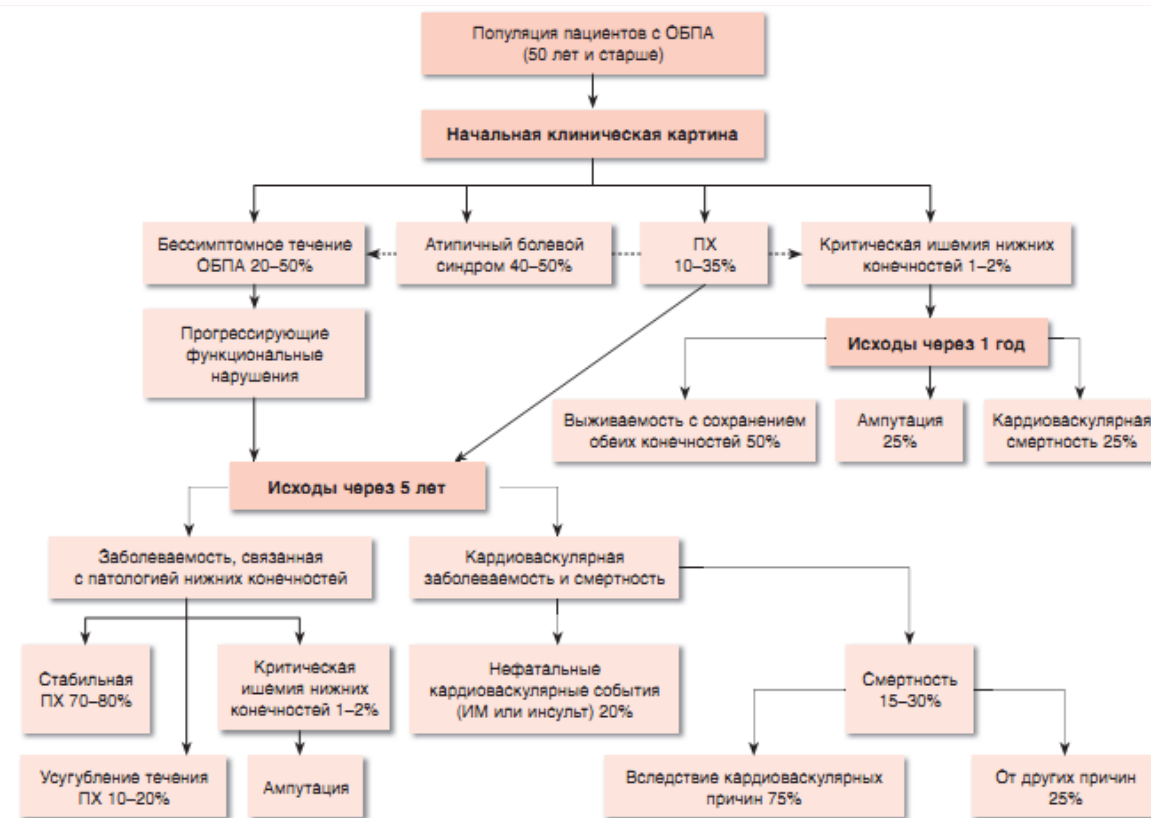 Популяция пациентов с ОБПА
(50 лет и старше)
Начальная клиническая картина
Бессимптомное течение
ОБПА 20–50%
Атипичный болевой
синдром 40–50%
ПХ
10–35%
Критическая ишемия нижних
конечностей 1–2%
Прогрессирующие
функциональные
нарушения
Исходы через 1 год
Выживаемость с сохранением
обеих конечностей 50%
Ампутация
25%
Кардиоваскулярная
смертность 25%
Исходы через 5 лет
Заболеваемость, связанная
с патологией нижних конечностей
Кардиоваскулярная
заболеваемость и смертность
Стабильная
ПХ 70–80%
Критическая
ишемия нижних
конечностей 1–2%
Нефатальные
кардиоваскулярные события
(ИМ или инсульт) 20%
Смертность
15–30%
Усугубление течения
ПХ 10–20%
Ампутация
Вследствие кардиоваскулярных
причин 75%
От других причин
25%